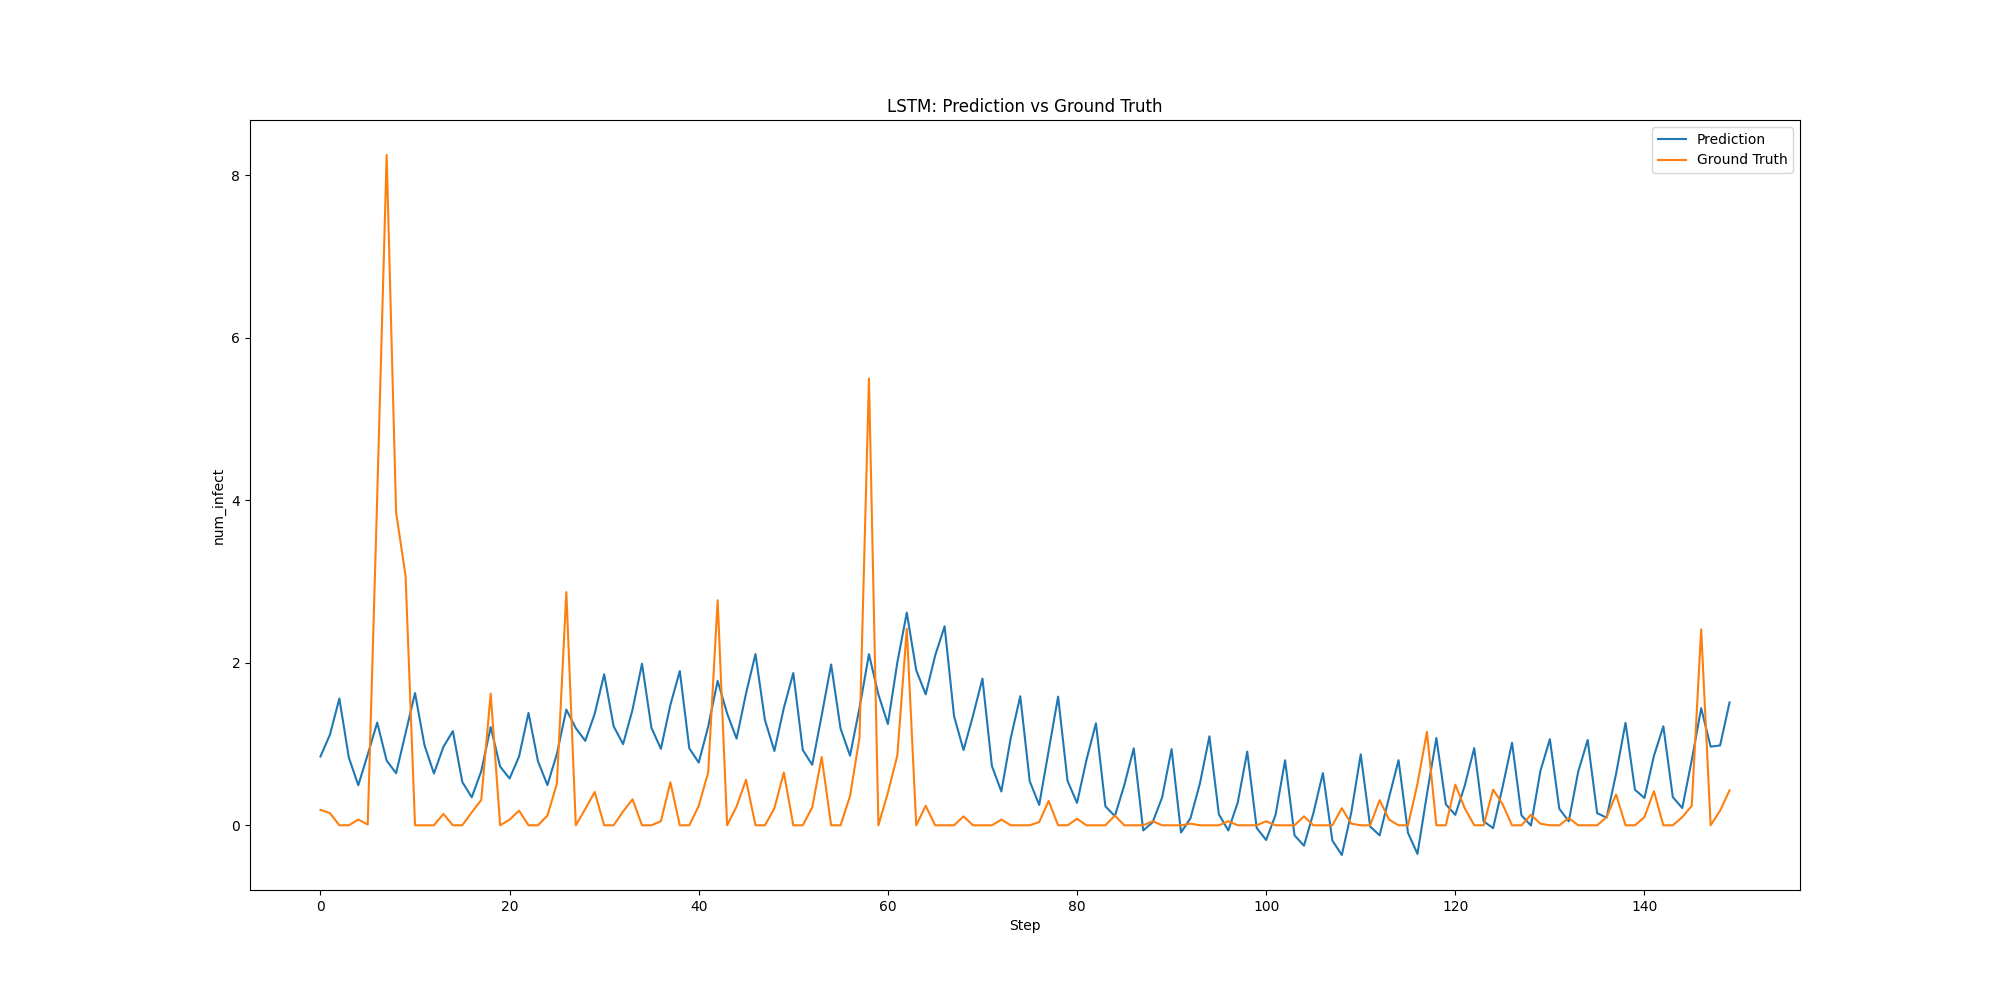 LSTM: Prediction vs Ground Truth
Prediction
Ground Truth
num_infect
8
6
4
2
0
0 20 40 60 80 100 120 140
Step